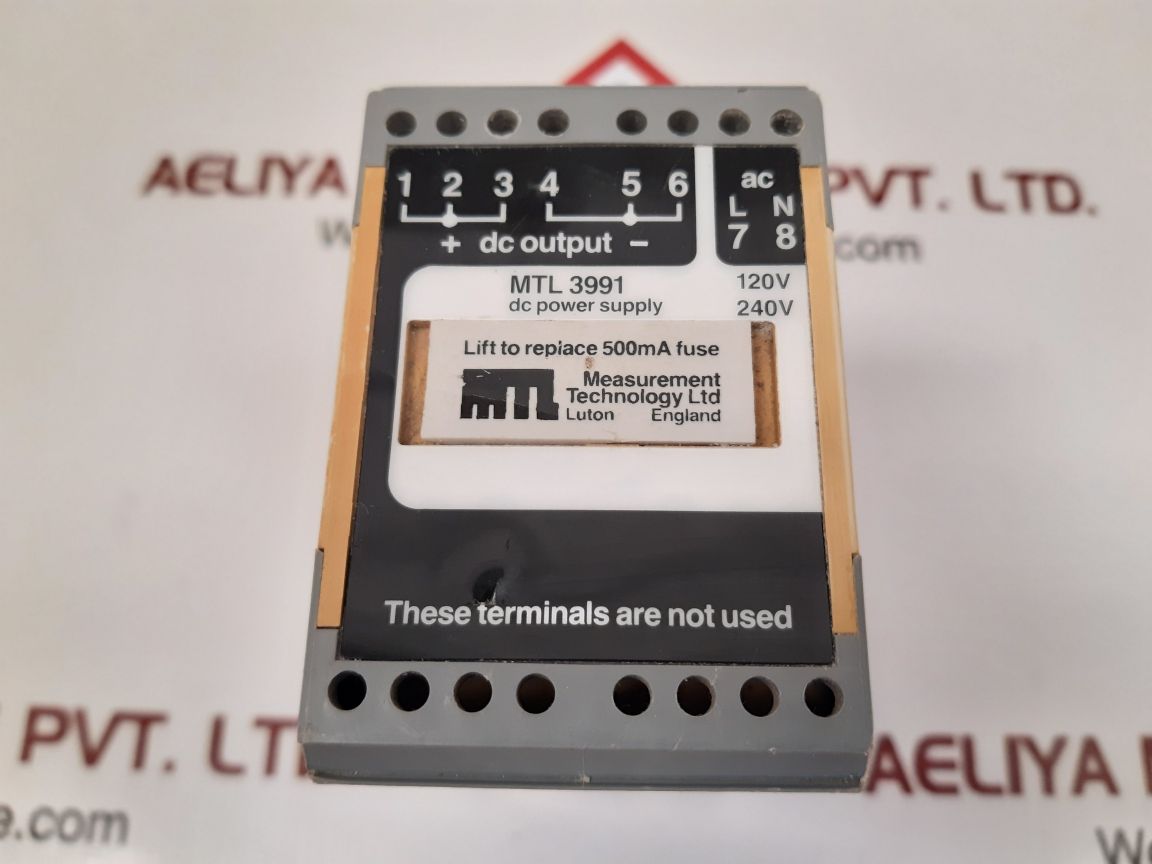 AELIYA PVT. LTD.
1 2 3 4 5 6
+ dc output −
ac
L N
7 8
MTL 3991
dc power supply
120V
240V
Lift to replace 500mA fuse
MTL
Measurement
Technology Ltd
Luton England
These terminals are not used
PVT. LT
AELIYA
e.com